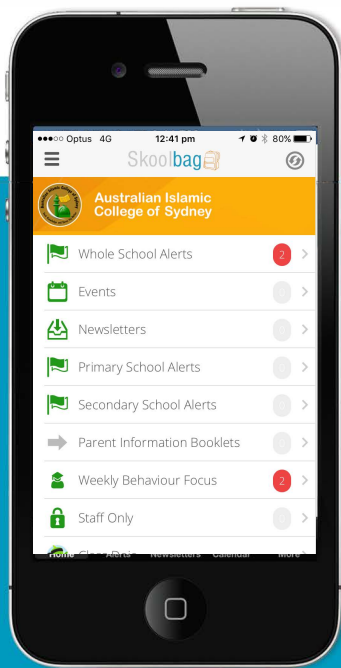 Optus 4G 12:41 pm 80%
Skoolbag
Australian Islamic
College of Sydney
Whole School Alerts 2
Events
Newsletters
Primary School Alerts
Secondary School Alerts
Parent Information Booklets
Weekly Behaviour Focus 2
Staff Only
Home Alerts Newsletters Calendar More